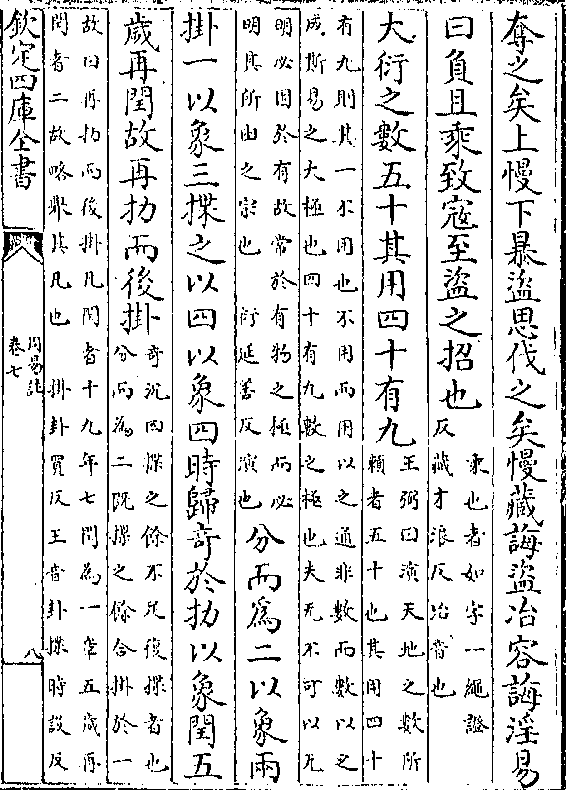 奪之矣上慢下暴盜思伐之矣慢藏誨盜冶容誨淫易
曰負且乘致寇至盜之招也
乘也者如字一繩證
反藏才浪反冶音也
大衍之數五十其用四十有九
王弼曰演天地之數所
賴者五十也其用四十
有九則其一不用也不用而用以之通非數而數以之
成斯易之大極也四十有九數之極也夫无不可以无
明必因於有故常於有物之極而必
明其所由之宗也 衍延善反演也
分而為二以象兩
掛一以象三揲之以四以象四時歸奇於扐以象閏五
歲再閏故再扐而後掛
奇况四揲之餘不足復揲者也
分而為二既揲之餘合掛於一
故曰再扐而後掛凡閏者十九年七閏為一章五歲再
閏者二故略舉其凡也 掛卦買反王音卦揲時設反
欽定四庫全書
周易註
卷七
八